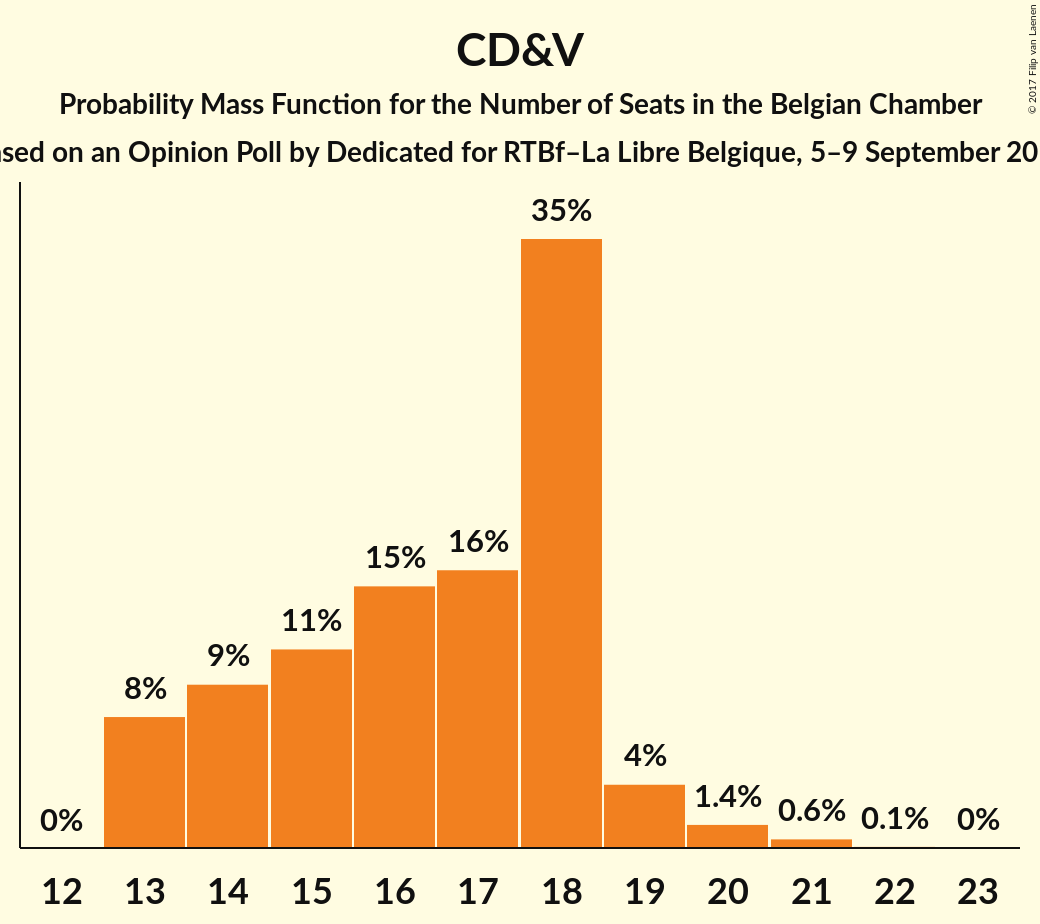 CD&V
Probability Mass Function for the Number of Seats in the Belgian Chamber
on an Opinion Poll by Dedicated for RTBf–La Libre Belgique, 5–9 September
© 2017 Filip van Laenen
35%
16%
15%
11%
9%
8%
4%
1.4%
0.6%
0.1%
0%
0%
12 13 14 15 16 17 18 19 20 21 22 23